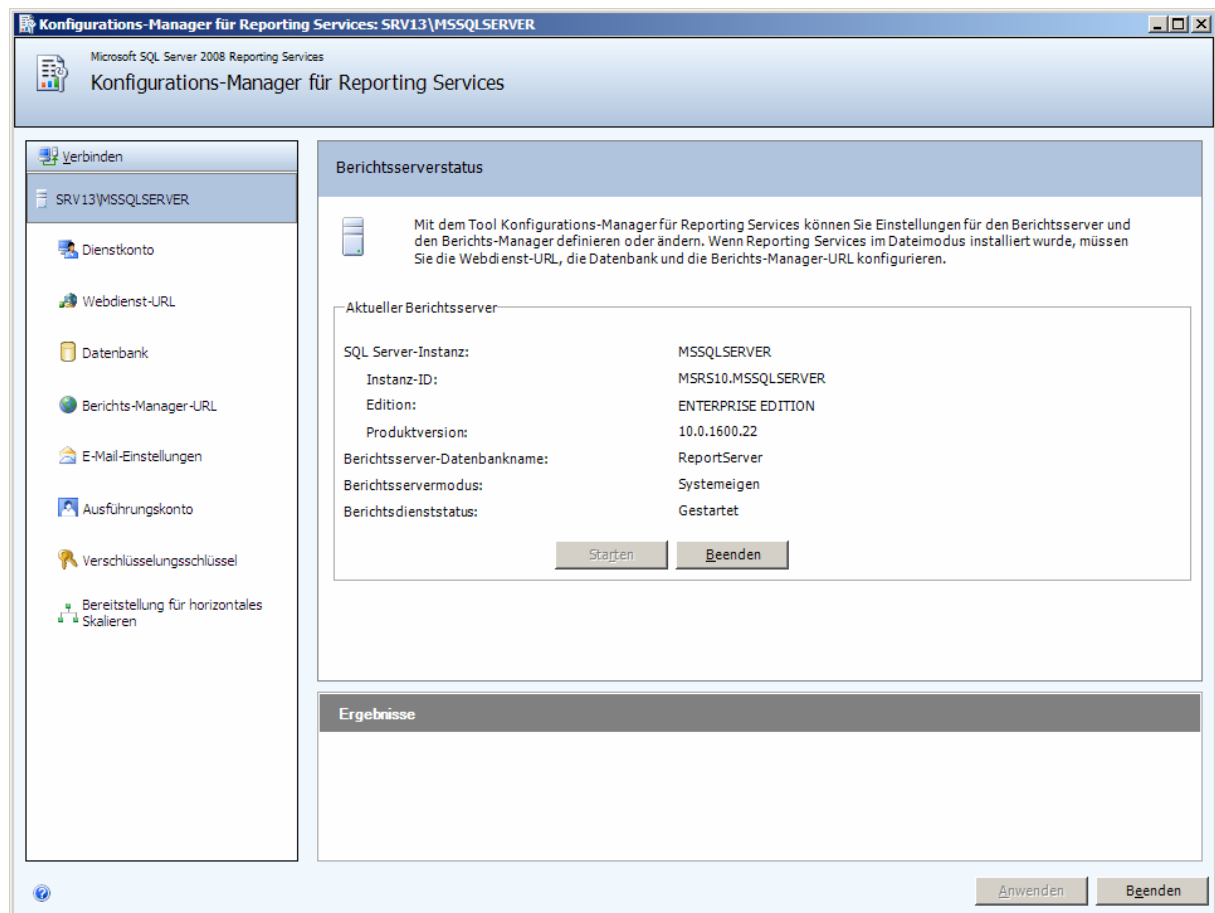 Konfigurations-Manager für Reporting Services: SRV13\MSSQLSERVER
Microsoft SQL Server 2008 Reporting Services
Konfigurations-Manager für Reporting Services
Verbinden
SRV13\MSSQLSERVER
Dienstkonto
Webdienst-URL
Datenbank
Berichts-Manager-URL
E-Mail-Einstellungen
Ausführungskonto
Verschlüsselungsschlüssel
Bereitstellung für horizontales
Skalieren
Berichtsserverstatus
Mit dem Tool Konfigurations-Manager für Reporting Services können Sie Einstellungen für den Berichtsserver und
den Berichts-Manager definieren oder ändern. Wenn Reporting Services im Dateimodus installiert wurde, müssen
Sie die Webdienst-URL, die Datenbank und die Berichts-Manager-URL konfigurieren.
Aktueller Berichtsserver
SQL Server-Instanz: MSSQLSERVER
Instanz-ID: MSRS10.MSSQLSERVER
Edition: ENTERPRISE EDITION
Produktversion: 10.0.1600.22
Berichtsserver-Datenbankname: ReportServer
Berichtsservermodus: Systemeigen
Berichtsdienststatus: Gestartet
Starten Beenden
Ergebnisse
Anwenden Beenden